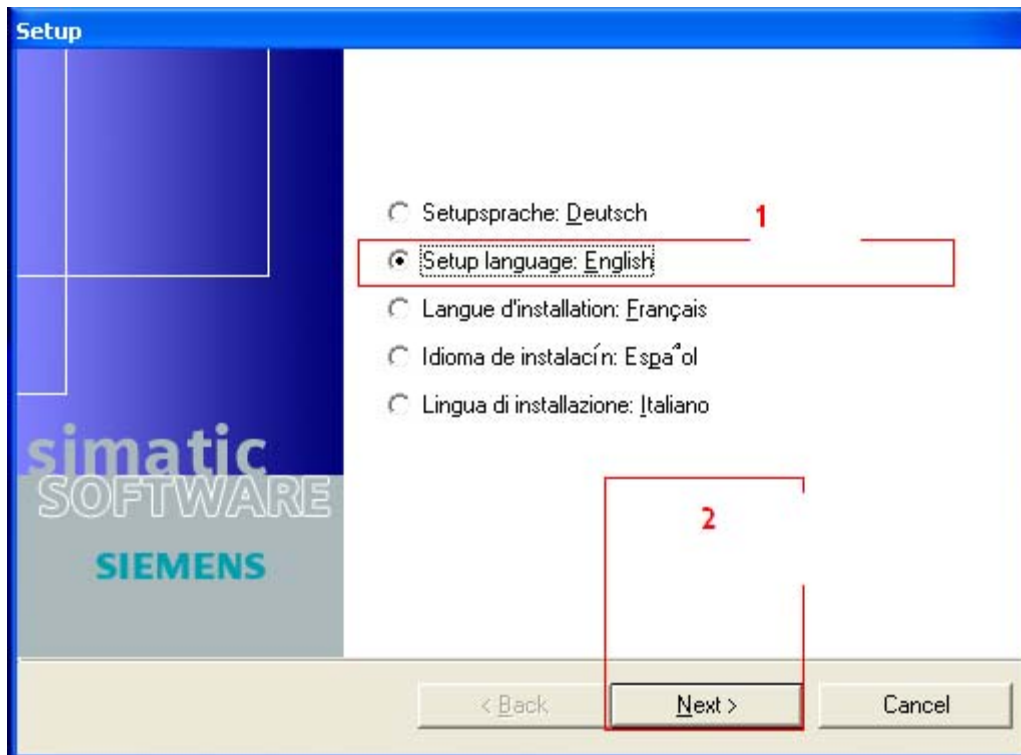 Setup
Setupsprache: Deutsch
1
Setup language: English
Langue d'installation: Français
Idioma de instalacín: Espa~ol
Lingua di installazione: Italiano
simatic
SOFTWARE
SIEMENS
2
< Back
Next >
Cancel